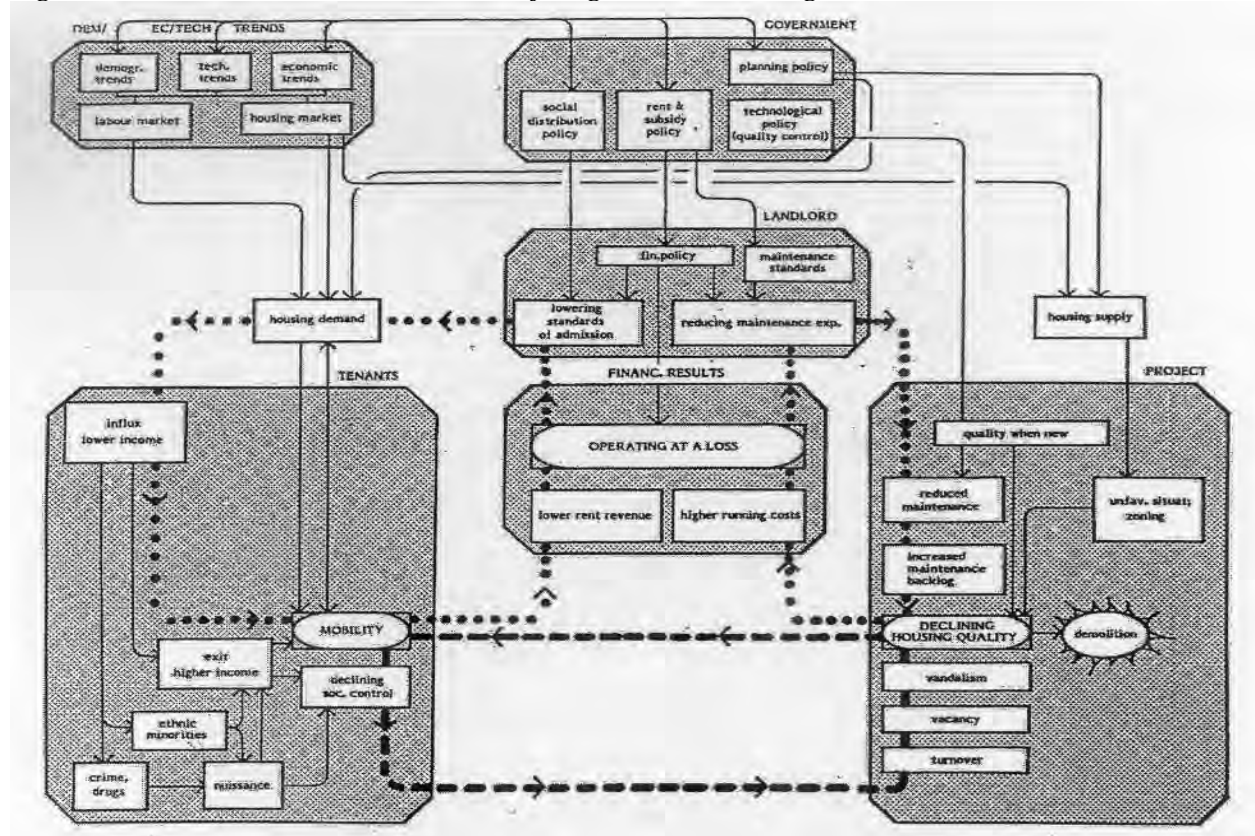 DEM/ EC/TECH TRENDS
GOVERNMENT
demogr.
trends
tech.
trends
economic
trends
labour market
housing market
social
distribution
policy
rent &
subsidy
policy
planning policy
technological
policy
(quality control)
LANDLORD
fin.policy
maintenance
standards
lowering
standards
of admission
reducing maintenance exp.
housing demand
housing supply
TENANTS
FINANC. RESULTS
PROJECT
influx
lower income
OPERATING AT A LOSS
lower rent revenue
higher running costs
quality when new
reduced
maintenance
unfav. situat;
zoning
increased
maintenance
backlog
MOBILITY
DECLINING
HOUSING QUALITY
demolition
exit
higher income
declining
soc. control
ethnic
minorities
crime,
drugs
nuissance
vandalism
vacancy
turnover